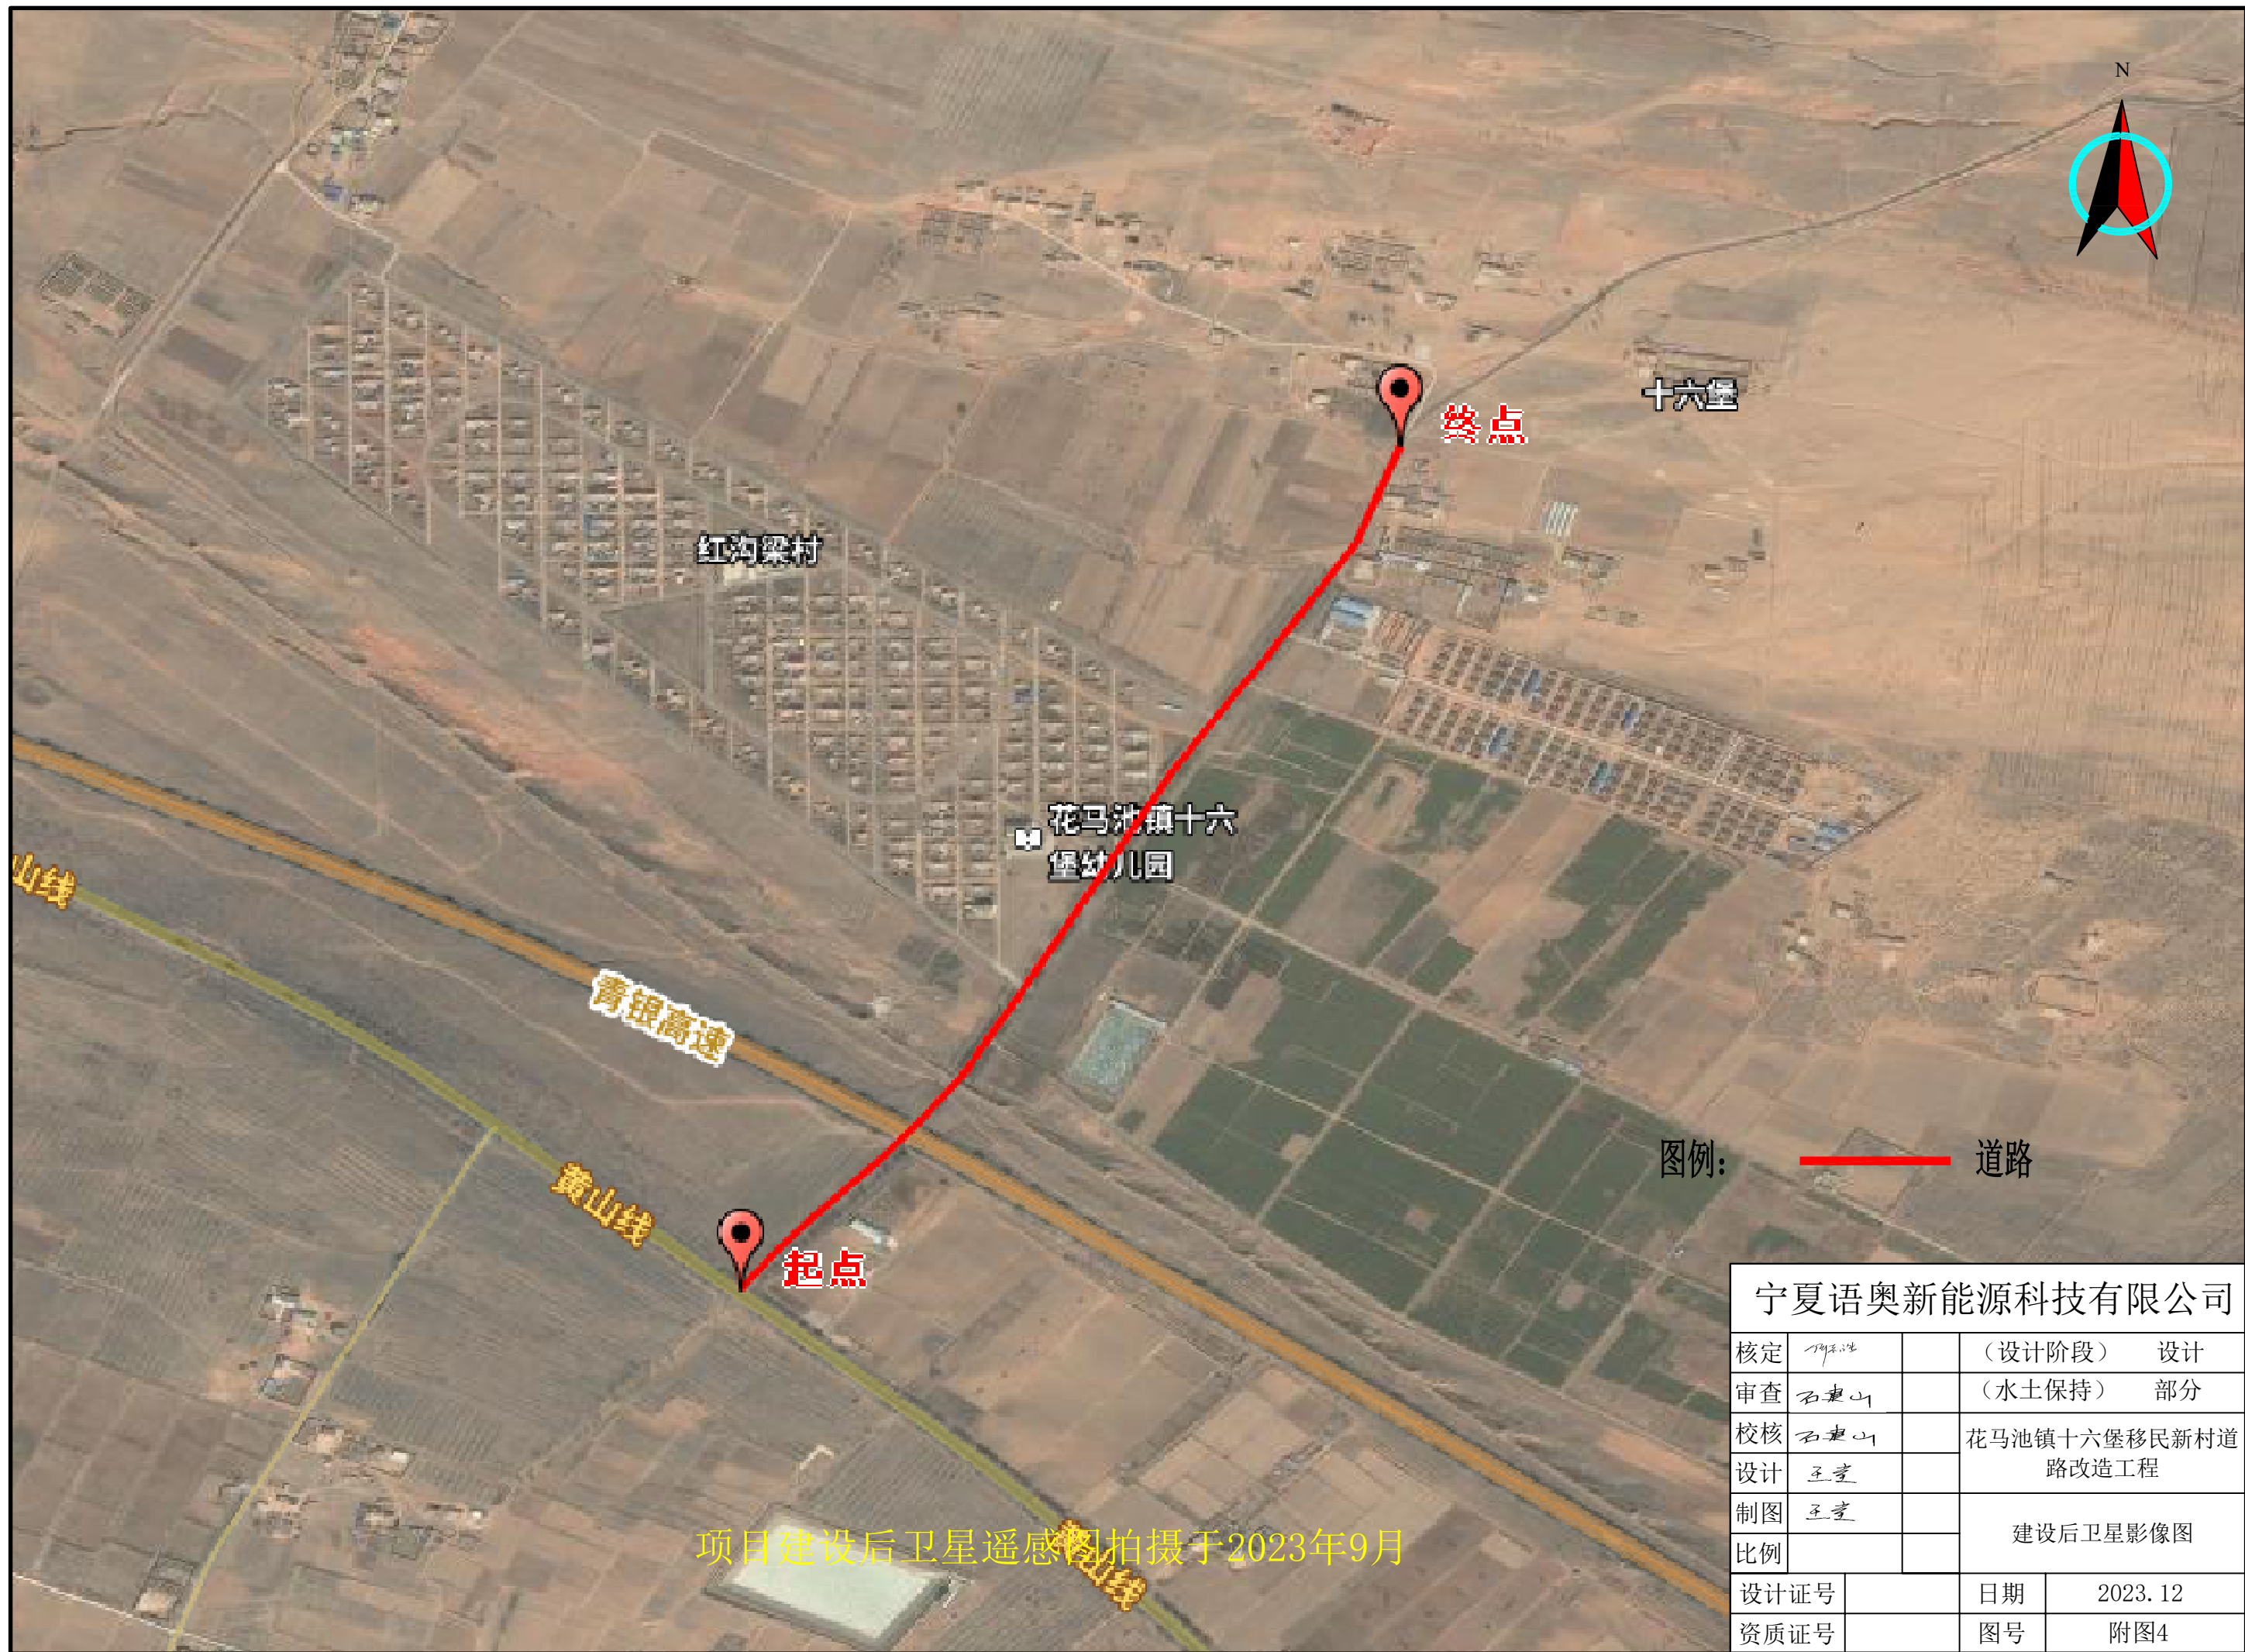 N
十六堡
终点
红沟梁村
花马池镇十六
堡幼儿园
山线
青银高速
黄山线
起点
图例：
道路
项目建设后卫星遥感图拍摄于2023年9月
宁夏语奥新能源科技有限公司
核定
（设计阶段） 设计
审查 石惠山
（水土保持） 部分
校核 石惠山
花马池镇十六堡移民新村道
路改造工程
设计
制图
建设后卫星影像图
比例
设计证号
日期 2023.12
资质证号
图号 附图4